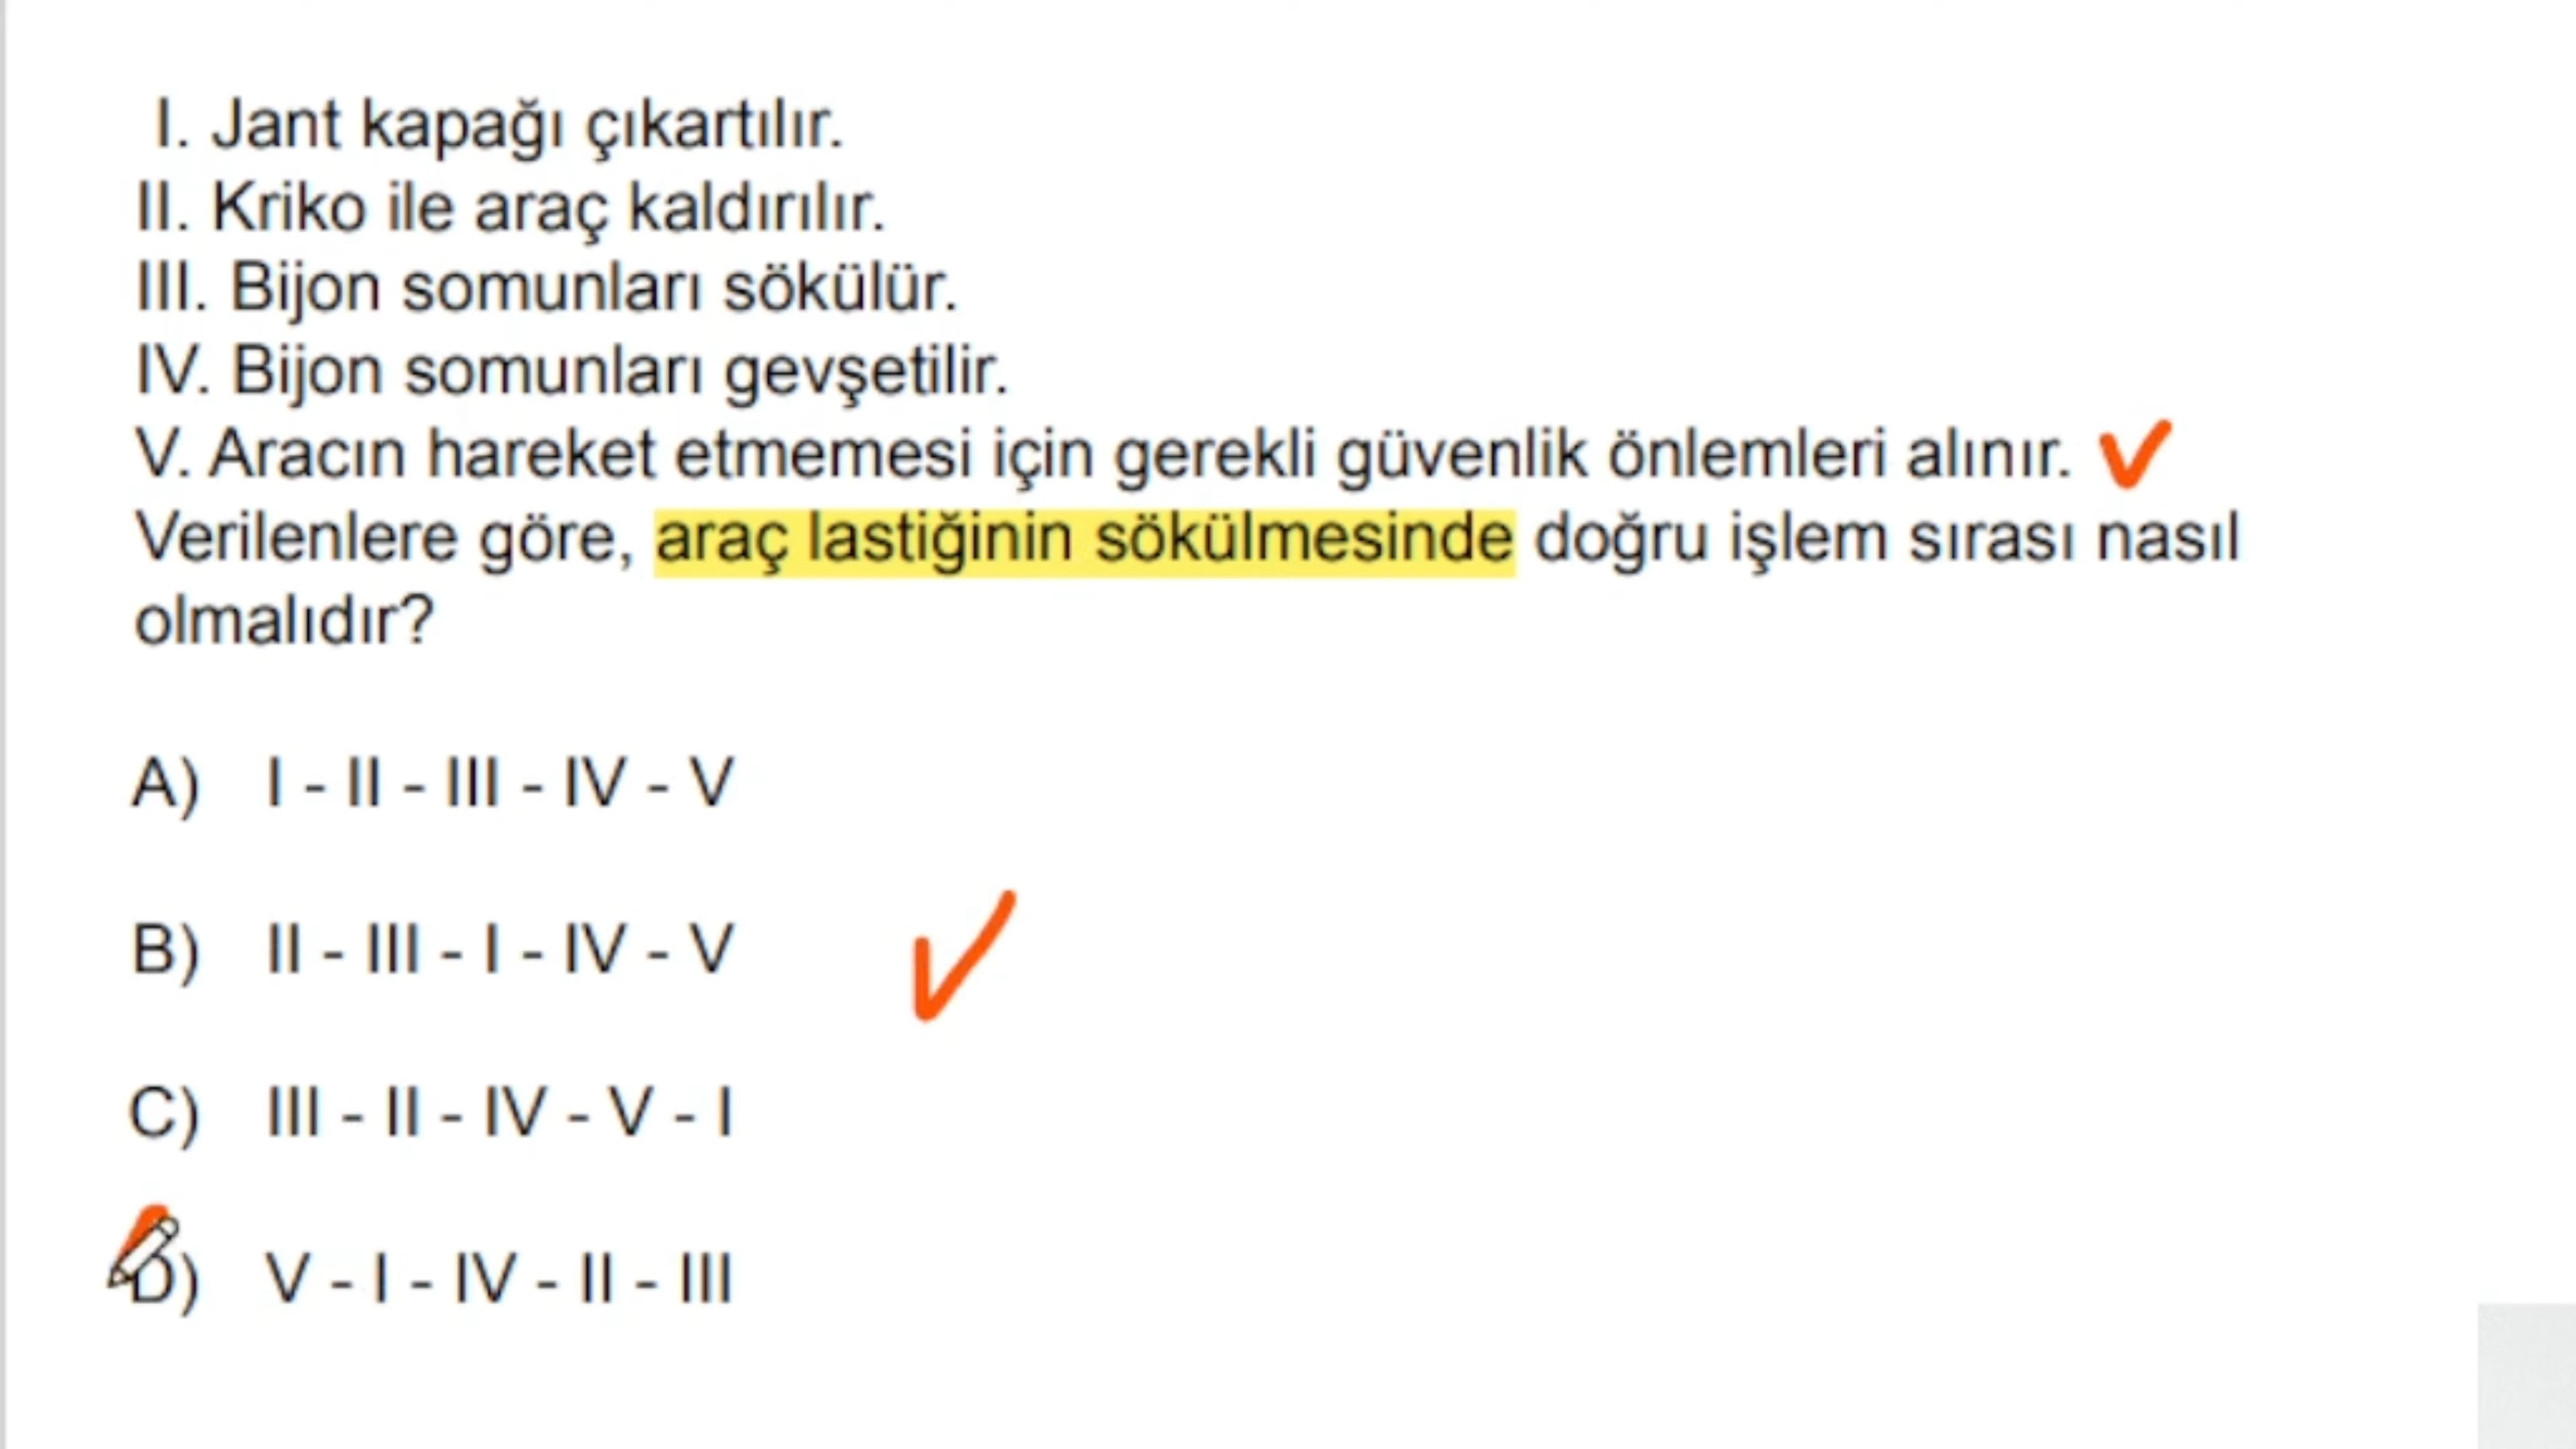 I. Jant kapağı çıkartılır.
II. Kriko ile araç kaldırılır.
III. Bijon somunları sökülür.
IV. Bijon somunları gevşetilir.
V. Aracın hareket etmemesi için gerekli güvenlik önlemleri alınır.
Verilenlere göre, araç lastiğinin sökülmesinde doğru işlem sırası nasıl
olmalıdır?
A) I - II - III - IV - V
B) II - III - I - IV - V
C) III - II - IV - V - I
D) V - I - IV - II - III